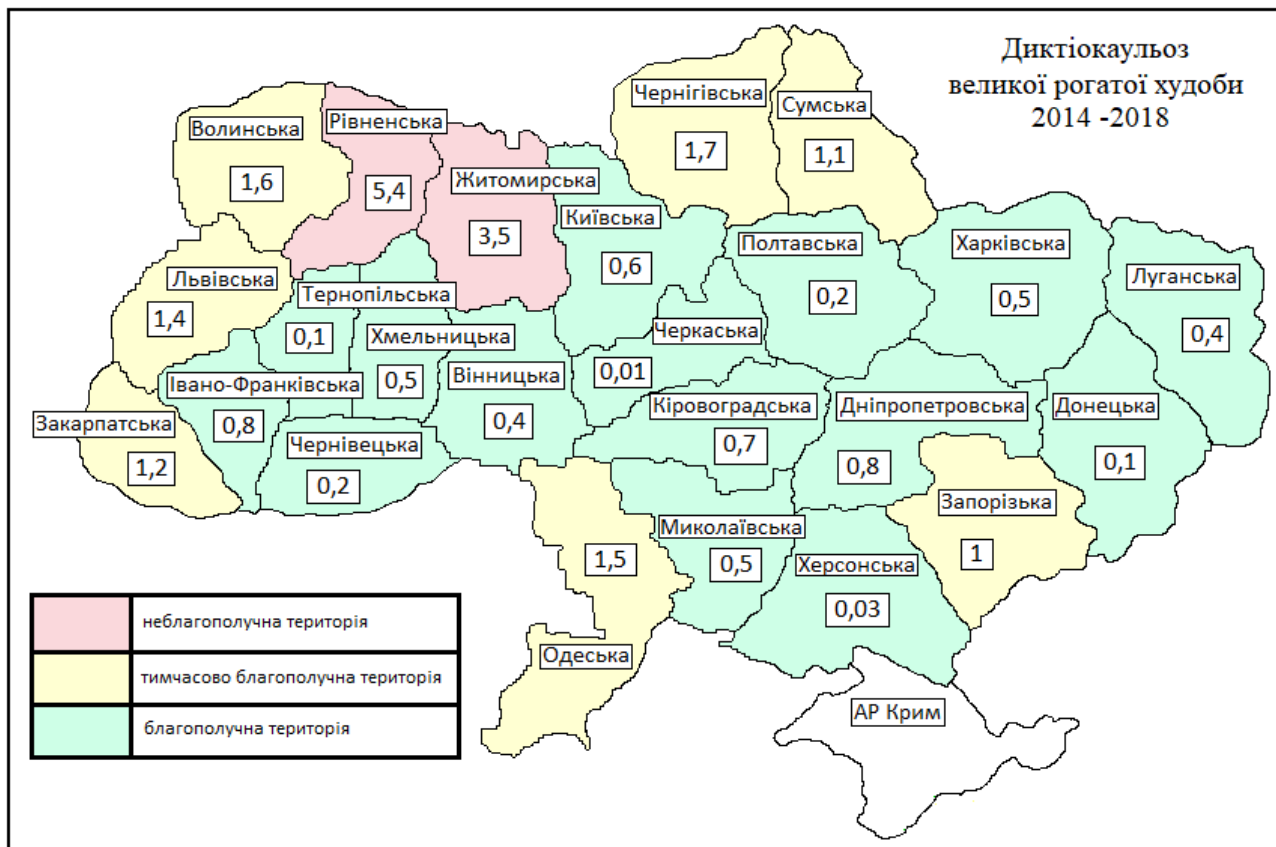 Диктіокаульоз
великої рогатої худоби
2014 -2018
Чернігівська
1,7
Сумська
1,1
Волинська
1,6
Рівненська
5,4
Житомирська
3,5
Київська
0,6
Полтавська
0,2
Харківська
0,5
Луганська
0,4
Львівська
1,4
Тернопільська
0,1
Хмельницька
0,5
Вінницька
0,4
Черкаська
0,01
Івано-Франківська
0,8
Закарпатська
1,2
Чернівецька
0,2
Кіровоградська
0,7
Дніпропетровська
0,8
Донецька
0,1
Запорізька
1
Миколаївська
0,5
Херсонська
0,03
1,5
Одеська
АР Крим
неблагополучна територія
тимчасово благополучна територія
благополучна територія